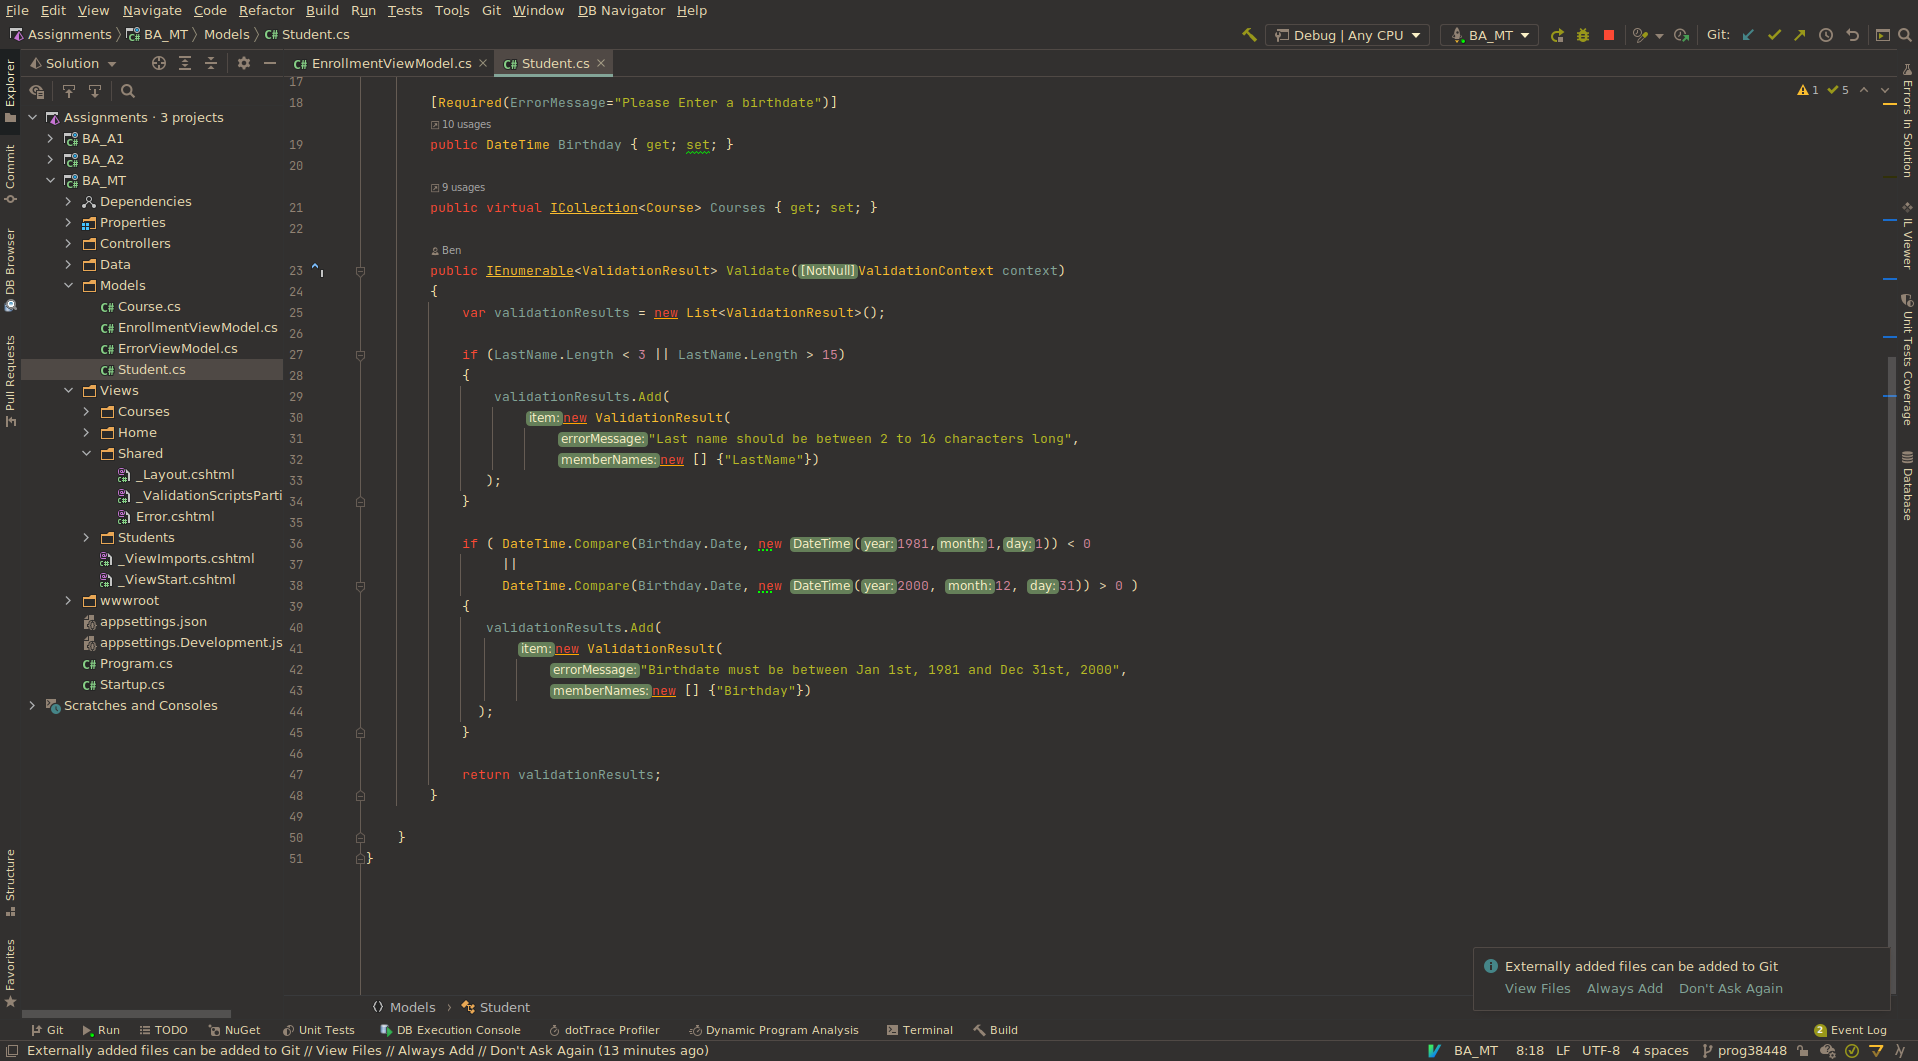 File Edit View Navigate Code Refactor Build Run Tests Tools Git Window DB Navigator Help
Assignments BA_MT Models C# Student.cs
Debug | Any CPU BA_MT Git:
Solution
C# EnrollmentViewModel.cs C# Student.cs
Explorer
Commit
DB Browser
Pull Requests
Structure
Favorites
Assignments · 3 projects
BA_A1
BA_A2
BA_MT
Dependencies
Properties
Controllers
Data
Models
C# Course.cs
C# EnrollmentViewModel.cs
C# ErrorViewModel.cs
C# Student.cs
Views
Courses
Home
Shared
_Layout.cshtml
_ValidationScriptsParti
Error.cshtml
Students
_ViewImports.cshtml
_ViewStart.cshtml
wwwroot
appsettings.json
appsettings.Development.js
C# Program.cs
C# Startup.cs
Scratches and Consoles
17
18 [Required(ErrorMessage="Please Enter a birthdate")]
10 usages
19 public DateTime Birthday { get; set; }
20
9 usages
21 public virtual ICollection<Course> Courses { get; set; }
22
Ben
23 public IEnumerable<ValidationResult> Validate([NotNull]ValidationContext context)
24 {
25 var validationResults = new List<ValidationResult>();
26
27 if (LastName.Length < 3 || LastName.Length > 15)
28 {
29 validationResults.Add(
30 item:new ValidationResult(
31 errorMessage:"Last name should be between 2 to 16 characters long",
32 memberNames:new [] {"LastName"})
33 );
34 }
35
36 if ( DateTime.Compare(Birthday.Date, new DateTime(year:1981,month:1,day:1)) < 0
37 ||
38 DateTime.Compare(Birthday.Date, new DateTime(year:2000, month:12, day:31)) > 0 )
39 {
40 validationResults.Add(
41 item:new ValidationResult(
42 errorMessage:"Birthdate must be between Jan 1st, 1981 and Dec 31st, 2000",
43 memberNames:new [] {"Birthday"})
44 );
45 }
46
47 return validationResults;
48 }
49
50 }
51 }
1 5
Errors In Solution
IL Viewer
Unit Tests Coverage
Database
Externally added files can be added to Git
View Files Always Add Don't Ask Again
Models Student
Git Run TODO NuGet Unit Tests DB Execution Console dotTrace Profiler Dynamic Program Analysis Terminal Build 2 Event Log
Externally added files can be added to Git // View Files // Always Add // Don't Ask Again (13 minutes ago) BA_MT 8:18 LF UTF-8 4 spaces prog38448